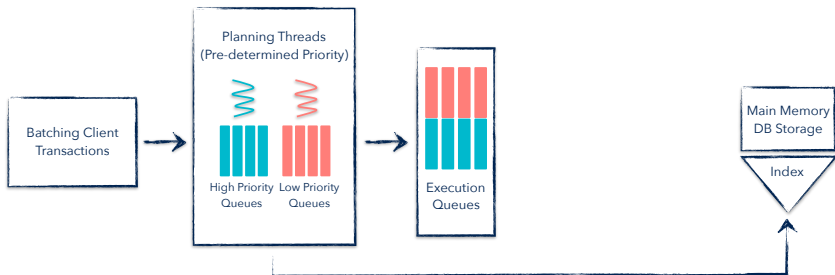 Planning Threads
(Pre-determined Priority)
Batching Client
Transactions
High Priority
Queues
Low Priority
Queues
Execution
Queues
Main Memory
DB Storage
Index